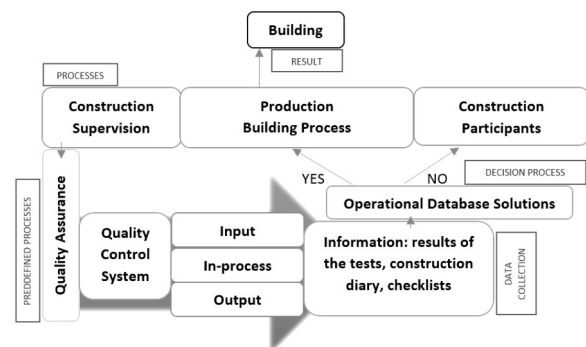 Building
RESULT
PROCESSES
Construction
Supervision
Production
Building Process
Construction
Participants
YES
NO
DECISION PROCESS
Operational Database Solutions
PREDDEFINED PROCESSES
Quality Assurance
Quality
Control
System
Input
In-process
Output
Information: results of
the tests, construction
diary, checklists
DATA
COLLECTION